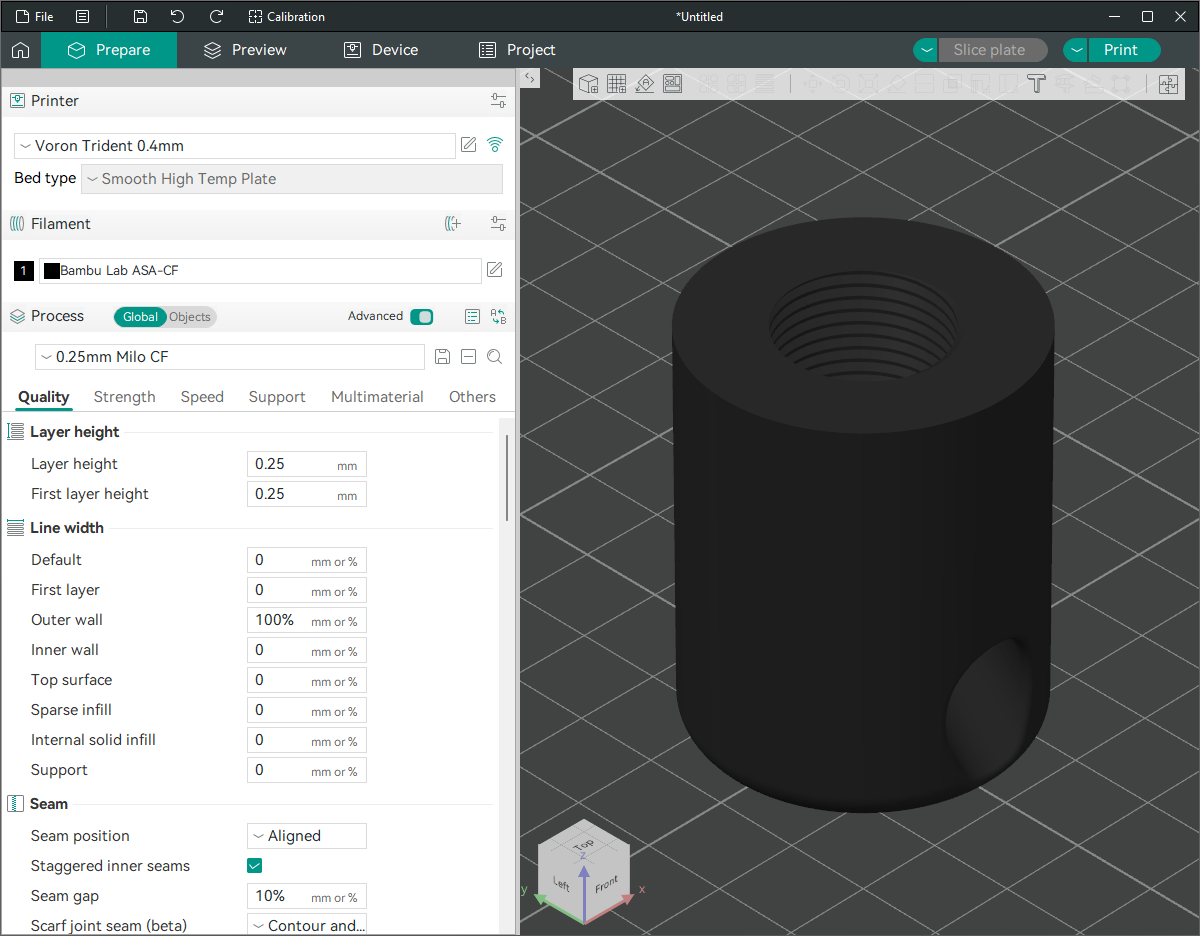 File
Calibration
*Untitled
Prepare
Preview
Device
Project
Slice plate
Print
Printer
Voron Trident 0.4mm
Bed type
Smooth High Temp Plate
Filament
1
Bambu Lab ASA-CF
Process
Global
Objects
Advanced
0.25mm Milo CF
Quality
Strength
Speed
Support
Multimaterial
Others
Layer height
Layer height 0.25 mm
First layer height 0.25 mm
Line width
Default 0 mm or %
First layer 0 mm or %
Outer wall 100% mm or %
Inner wall 0 mm or %
Top surface 0 mm or %
Sparse infill 0 mm or %
Internal solid infill 0 mm or %
Support 0 mm or %
Seam
Seam position Aligned
Staggered inner seams
Seam gap 10% mm or %
Scarf joint seam (beta) Contour and...
Top
z
Left
Front
y
x